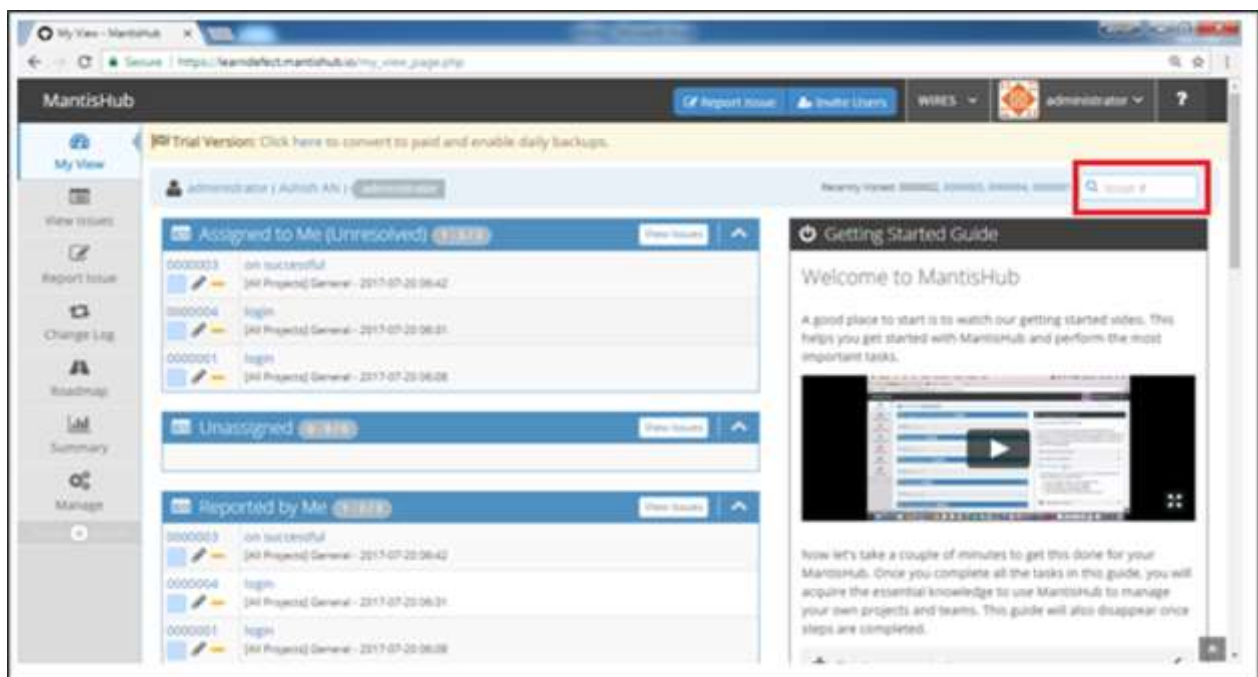 My View - MantisHub
Secure | https://learndefect.mantishub.io/my_view_page.php
MantisHub
Report Issue
Invite Users
WIRES
administrator
?
My View
View Issues
Report Issue
Change Log
Roadmap
Summary
Manage
Trial Version: Click here to convert to paid and enable daily backups.
administrator ( Ashish AN ) administrator
Recently Visited: 0000002, 0000003, 0000004,
Issue #
Assigned to Me (Unresolved)
View Issues
0000003 on successful
[All Projects] General - 2017-07-20 06:42
0000004 login
[All Projects] General - 2017-07-20 06:31
0000001 login
[All Projects] General - 2017-07-20 06:08
Unassigned
View Issues
Reported by Me
View Issues
0000003 on successful
[All Projects] General - 2017-07-20 06:42
0000004 login
[All Projects] General - 2017-07-20 06:31
0000001 login
[All Projects] General - 2017-07-20 06:08
Getting Started Guide
Welcome to MantisHub
A good place to start is to watch our getting started video. This
helps you get started with MantisHub and perform the most
important tasks.
Now let's take a couple of minutes to get this done for your
MantisHub. Once you complete all the tasks in this guide, you will
acquire the essential knowledge to use MantisHub to manage
your own projects and teams. This guide will also disappear once
steps are completed.